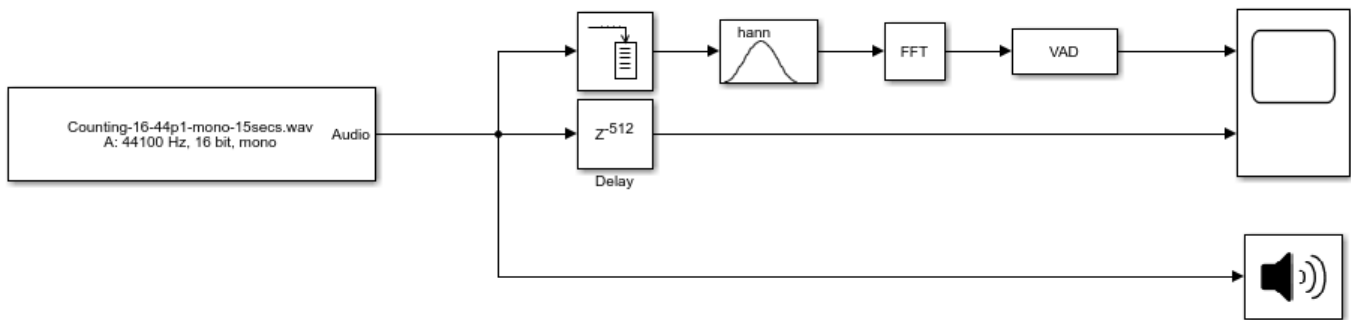 hann
FFT
VAD
Counting-16-44p1-mono-15secs.wav
A: 44100 Hz, 16 bit, mono
Audio
Z-512
Delay